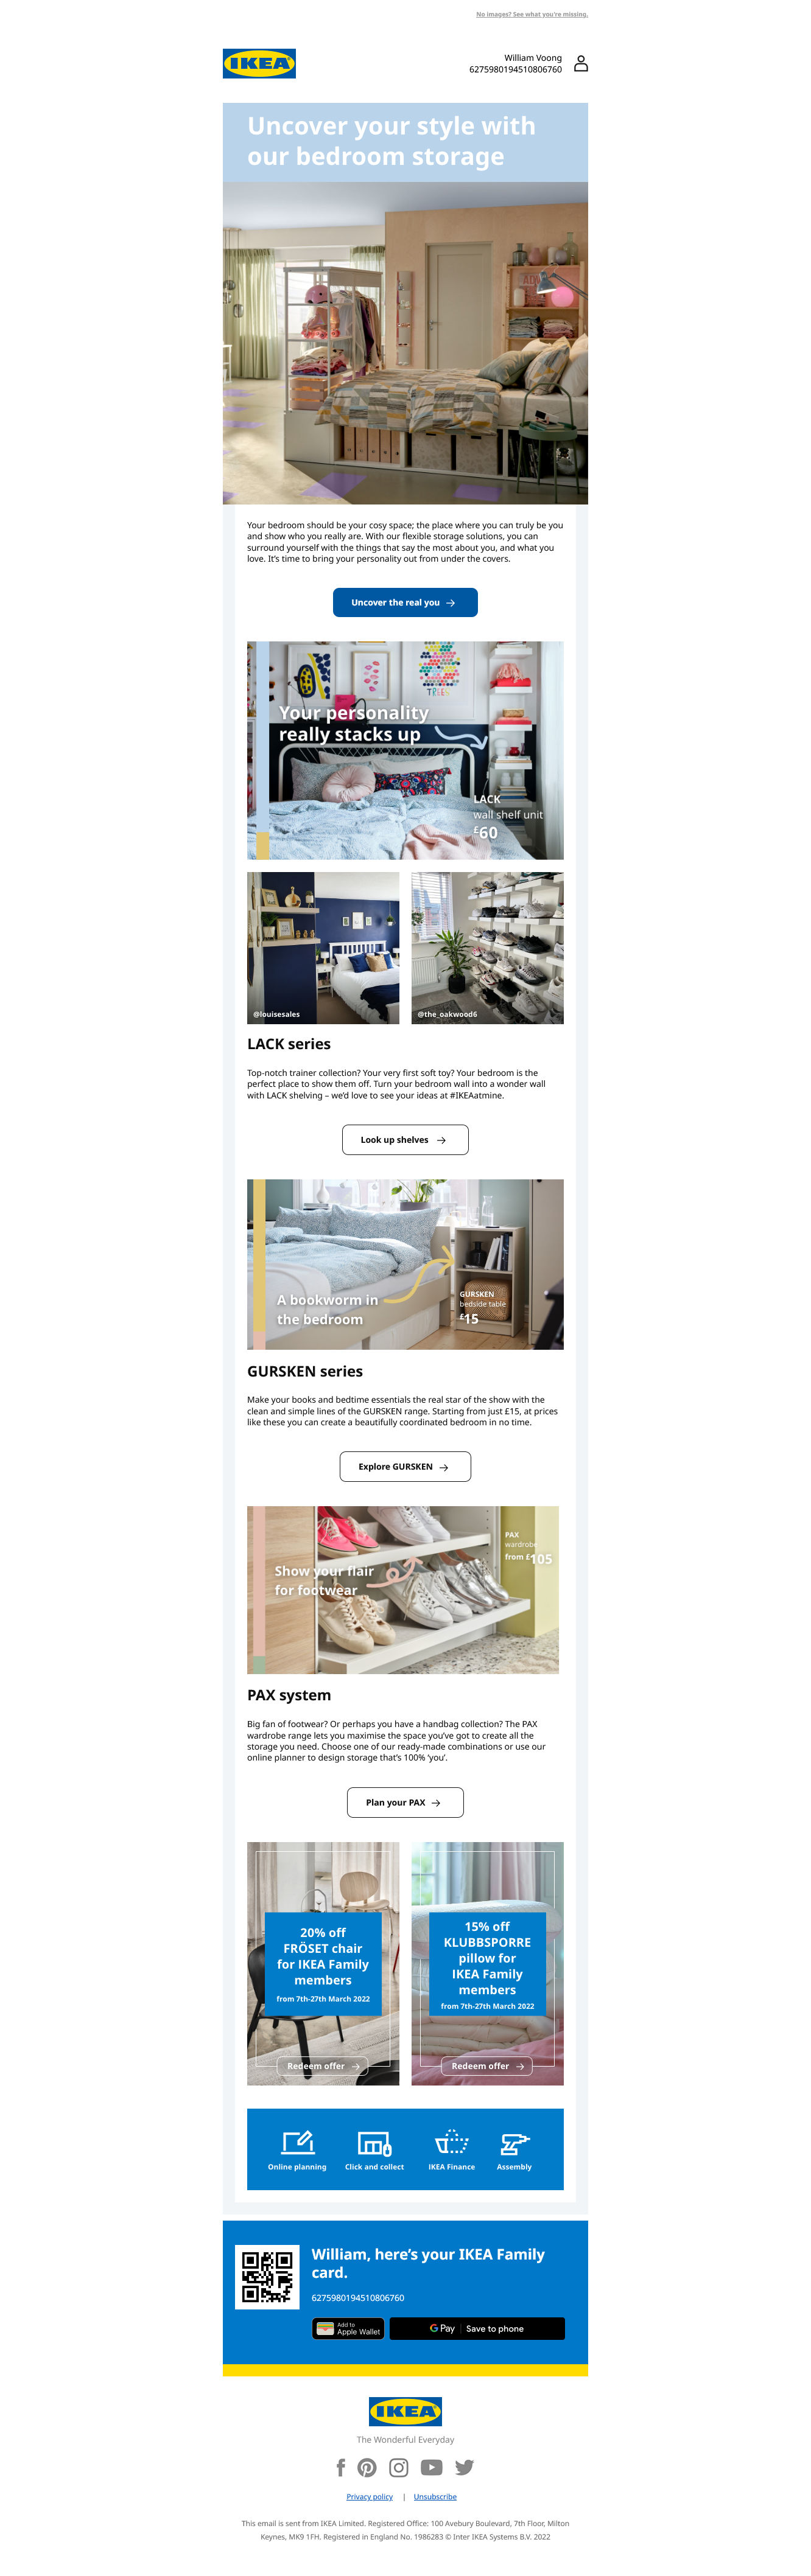 No images? See what you're missing.
IKEA
William Voong
6275980194510806760
Uncover your style with
our bedroom storage
Your bedroom should be your cosy space; the place where you can truly be you
and show who you really are. With our flexible storage solutions, you can
surround yourself with the things that say the most about you, and what you
love. It's time to bring your personality out from under the covers.
Uncover the real you
TREES
Your personality
really stacks up
LACK
wall shelf unit
£60
@louisesales
@the_oakwood6
LACK series
Top-notch trainer collection? Your very first soft toy? Your bedroom is the
perfect place to show them off. Turn your bedroom wall into a wonder wall
with LACK shelving – we'd love to see your ideas at #IKEAatmine.
Look up shelves
A bookworm in
the bedroom
GURSKEN
bedside table
£15
GURSKEN series
Make your books and bedtime essentials the real star of the show with the
clean and simple lines of the GURSKEN range. Starting from just £15, at prices
like these you can create a beautifully coordinated bedroom in no time.
Explore GURSKEN
PAX
wardrobe
from £105
Show your flair
for footwear
PAX system
Big fan of footwear? Or perhaps you have a handbag collection? The PAX
wardrobe range lets you maximise the space you've got to create all the
storage you need. Choose one of our ready-made combinations or use our
online planner to design storage that's 100% ‘you’.
Plan your PAX
20% off
FRÖSET chair
for IKEA Family
members
from 7th-27th March 2022
Redeem offer
15% off
KLUBBSPORRE
pillow for
IKEA Family
members
from 7th-27th March 2022
Redeem offer
Online planning
Click and collect
IKEA Finance
Assembly
William, here's your IKEA Family
card.
6275980194510806760
Add to
Apple Wallet
G Pay | Save to phone
IKEA
The Wonderful Everyday
Privacy policy | Unsubscribe
This email is sent from IKEA Limited. Registered Office: 100 Avebury Boulevard, 7th Floor, Milton
Keynes, MK9 1FH. Registered in England No. 1986283 © Inter IKEA Systems B.V. 2022